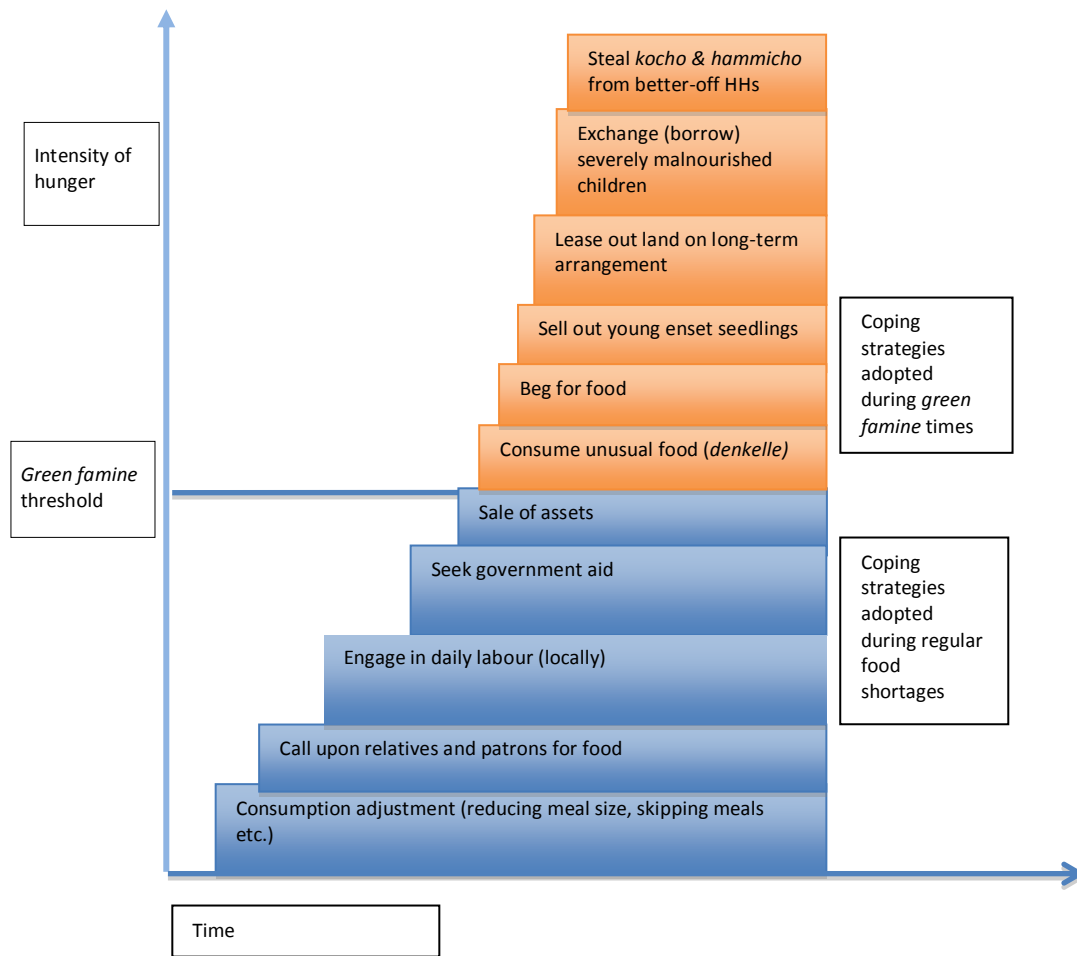 Steal kocho & hammicho
from better-off HHs
Intensity of
hunger
Exchange (borrow)
severely malnourished
children
Lease out land on long-term
arrangement
Sell out young enset seedlings
Coping
strategies
adopted
during green
famine times
Beg for food
Consume unusual food (denkelle)
Green famine
threshold
Sale of assets
Seek government aid
Coping
strategies
adopted
during regular
food
shortages
Engage in daily labour (locally)
Call upon relatives and patrons for food
Consumption adjustment (reducing meal size, skipping meals
etc.)
Time